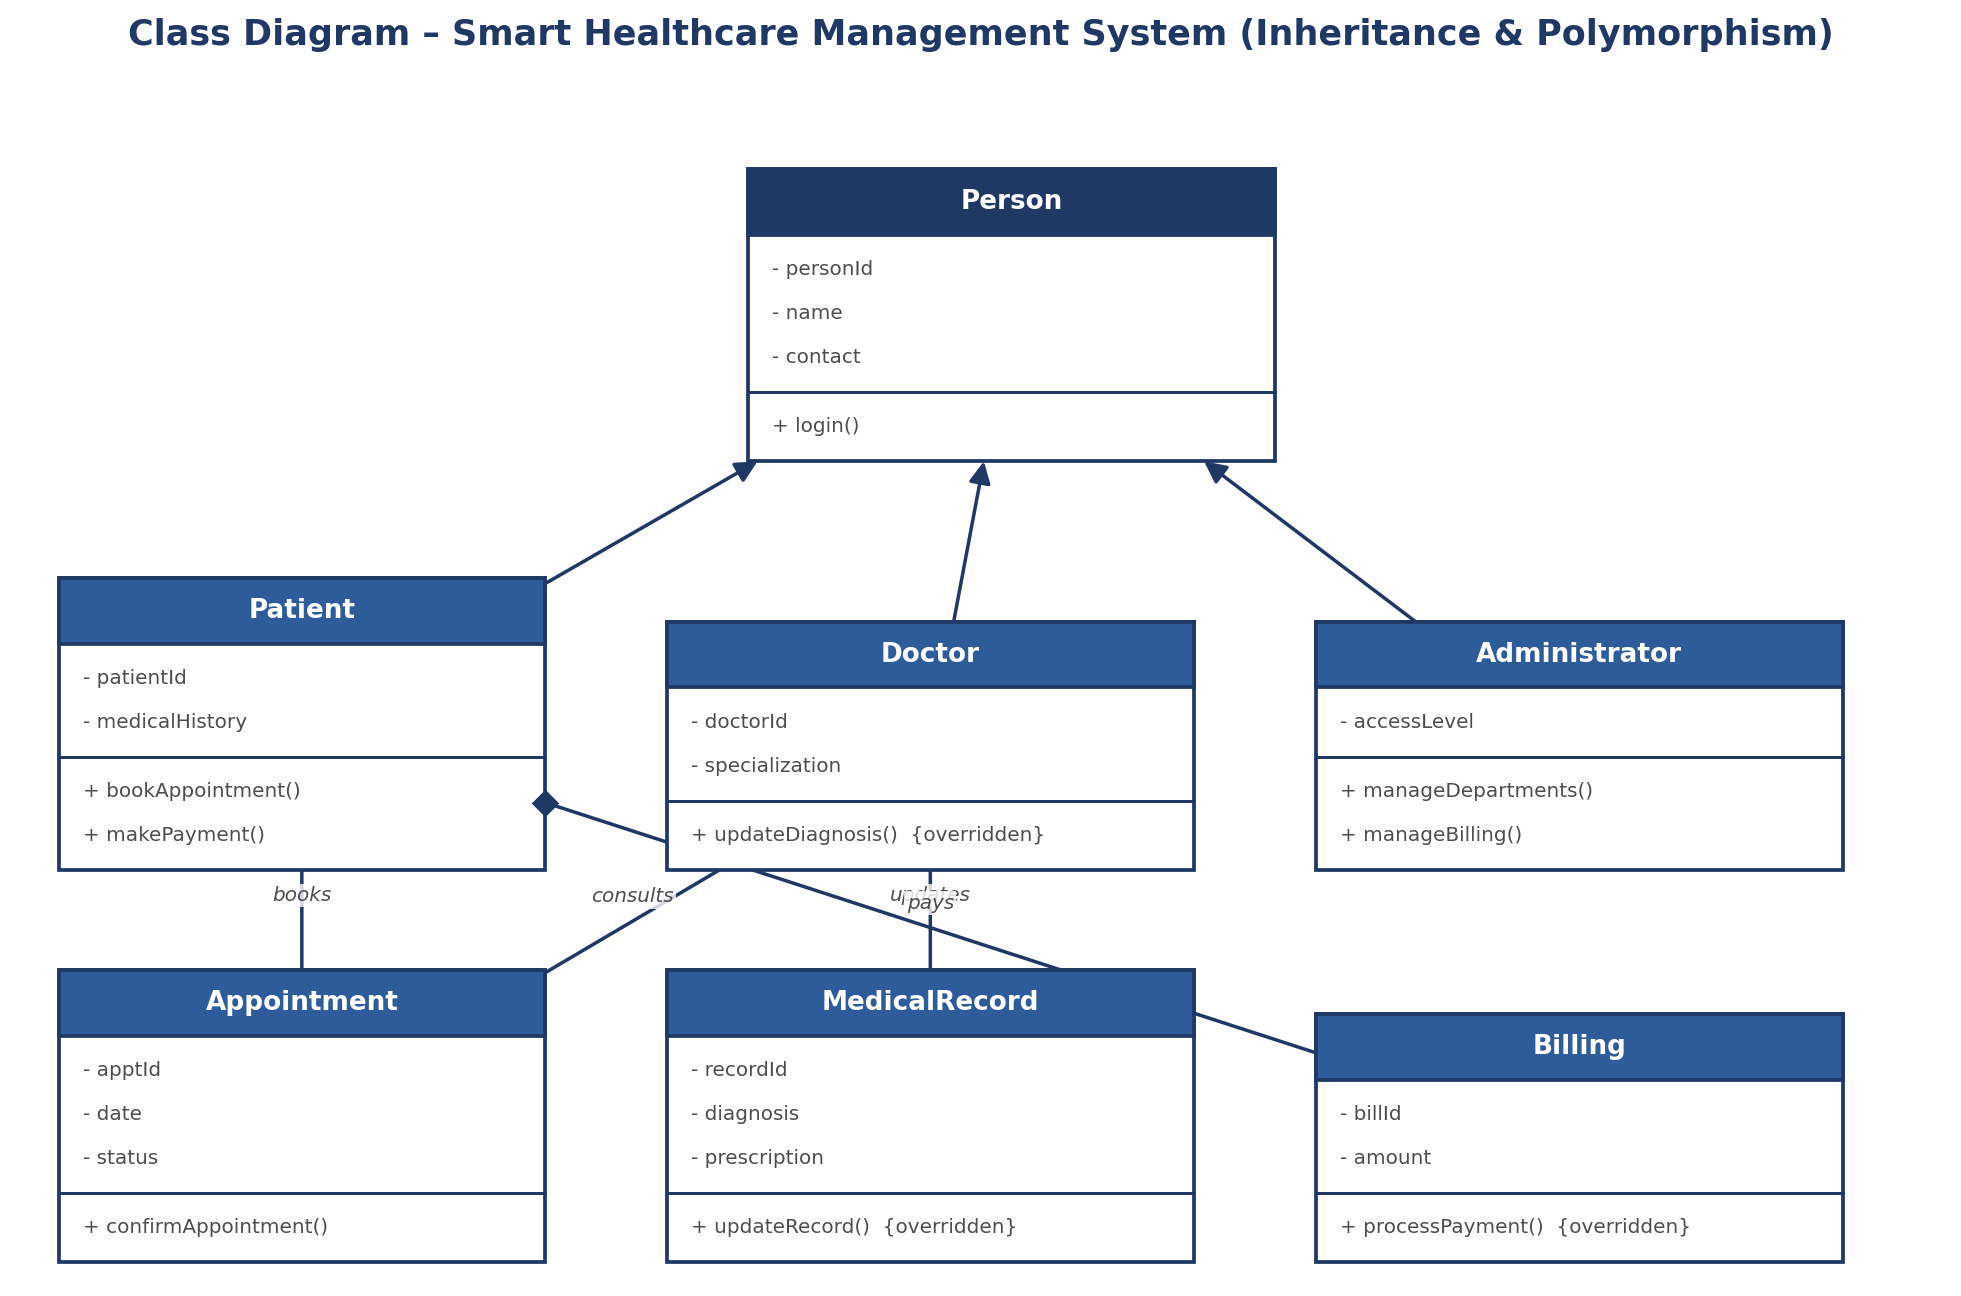 Class Diagram – Smart Healthcare Management System (Inheritance & Polymorphism)
Person
- personId
- name
- contact
+ login()
Patient
- patientId
- medicalHistory
+ bookAppointment()
+ makePayment()
Doctor
- doctorId
- specialization
+ updateDiagnosis()  {overridden}
Administrator
- accessLevel
+ manageDepartments()
+ manageBilling()
books
consults
updates
pays
Appointment
- apptId
- date
- status
+ confirmAppointment()
MedicalRecord
- recordId
- diagnosis
- prescription
+ updateRecord()  {overridden}
Billing
- billId
- amount
+ processPayment()  {overridden}